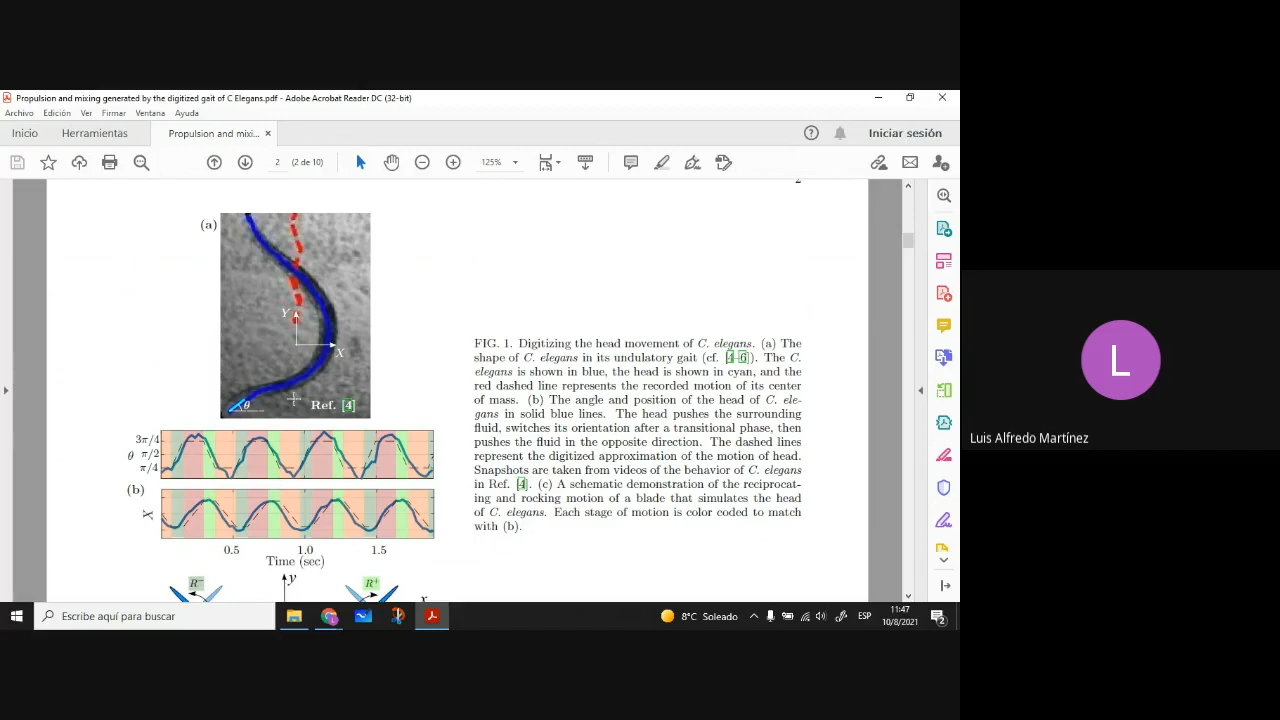 Propulsion and mixing generated by the digitized gait of C Elegans.pdf - Adobe Acrobat Reader DC (32-bit)
Archivo Edición Ver Firmar Ventana Ayuda
Inicio Herramientas Propulsion and mixi... × Iniciar sesión
2 (2 de 10) 125%
2
(a)
Y
X
θ Ref. [4]
FIG. 1. Digitizing the head movement of C. elegans. (a) The
shape of C. elegans in its undulatory gait (cf. [4–6]). The C.
elegans is shown in blue, the head is shown in cyan, and the
red dashed line represents the recorded motion of its center
of mass. (b) The angle and position of the head of C. ele-
gans in solid blue lines. The head pushes the surrounding
fluid, switches its orientation after a transitional phase, then
pushes the fluid in the opposite direction. The dashed lines
represent the digitized approximation of the motion of head.
Snapshots are taken from videos of the behavior of C. elegans
in Ref. [4]. (c) A schematic demonstration of the reciprocat-
ing and rocking motion of a blade that simulates the head
of C. elegans. Each stage of motion is color coded to match
with (b).
3π/4
θ π/2
π/4
(b)
X
0.5 1.0 1.5
Time (sec)
R⁻ y R⁺
x
Escribe aquí para buscar
8°C Soleado ESP 11:47
10/8/2021
2
L
Luis Alfredo Martínez